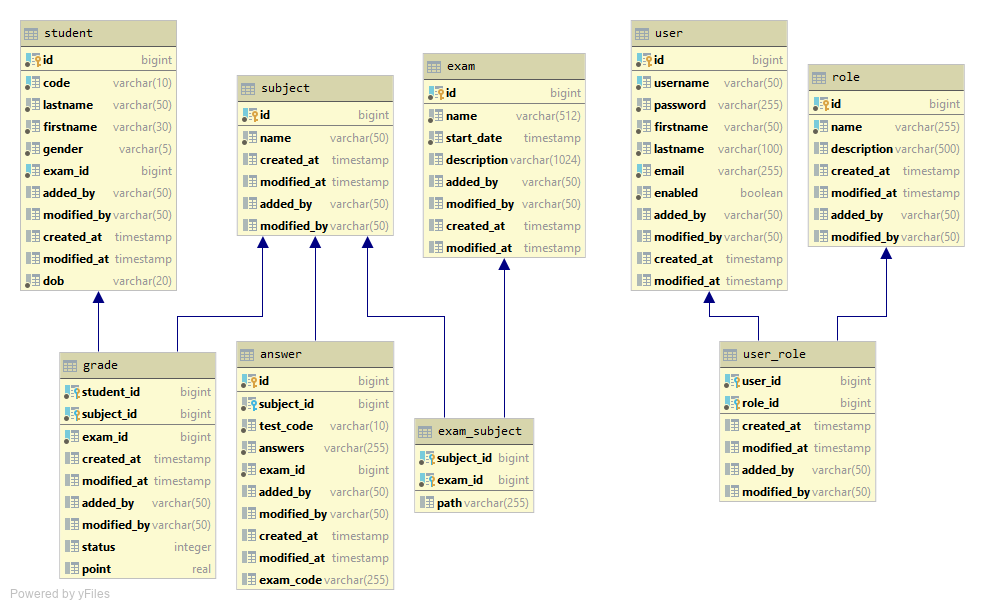 student
id bigint
code varchar(10)
lastname varchar(50)
firstname varchar(30)
gender varchar(5)
exam_id bigint
added_by varchar(50)
modified_by varchar(50)
created_at timestamp
modified_at timestamp
dob varchar(20)
subject
id bigint
name varchar(50)
created_at timestamp
modified_at timestamp
added_by varchar(50)
modified_by varchar(50)
exam
id bigint
name varchar(512)
start_date timestamp
description varchar(1024)
added_by varchar(50)
modified_by varchar(50)
created_at timestamp
modified_at timestamp
user
id bigint
username varchar(50)
password varchar(255)
firstname varchar(50)
lastname varchar(100)
email varchar(255)
enabled boolean
added_by varchar(50)
modified_by varchar(50)
created_at timestamp
modified_at timestamp
role
id bigint
name varchar(255)
description varchar(500)
created_at timestamp
modified_at timestamp
added_by varchar(50)
modified_by varchar(50)
grade
student_id bigint
subject_id bigint
exam_id bigint
created_at timestamp
modified_at timestamp
added_by varchar(50)
modified_by varchar(50)
status integer
point real
answer
id bigint
subject_id bigint
test_code varchar(10)
answers varchar(255)
exam_id bigint
added_by varchar(50)
modified_by varchar(50)
created_at timestamp
modified_at timestamp
exam_code varchar(255)
exam_subject
subject_id bigint
exam_id bigint
path varchar(255)
user_role
user_id bigint
role_id bigint
created_at timestamp
modified_at timestamp
added_by varchar(50)
modified_by varchar(50)
Powered by yFiles